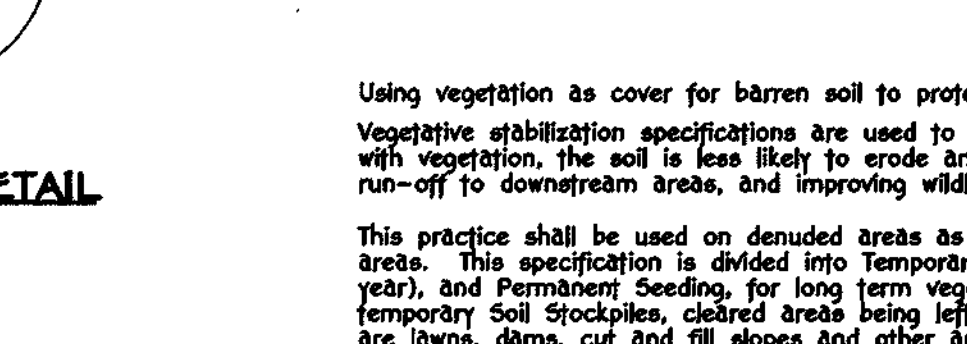 Using vegetation as cover for barren soil to prote
Vegetative stabilization specifications are used to
with vegetation, the soil is less likely to erode an
run-off to downstream areas, and improving wildl
ETAIL
This practice shall be used on denuded areas as
areas. This specification is divided into Temporar
year), and Permanent Seeding, for long term veg
temporary Soil Stockpiles, cleared areas being left
are lawns, dams, cut and fill slopes and other a